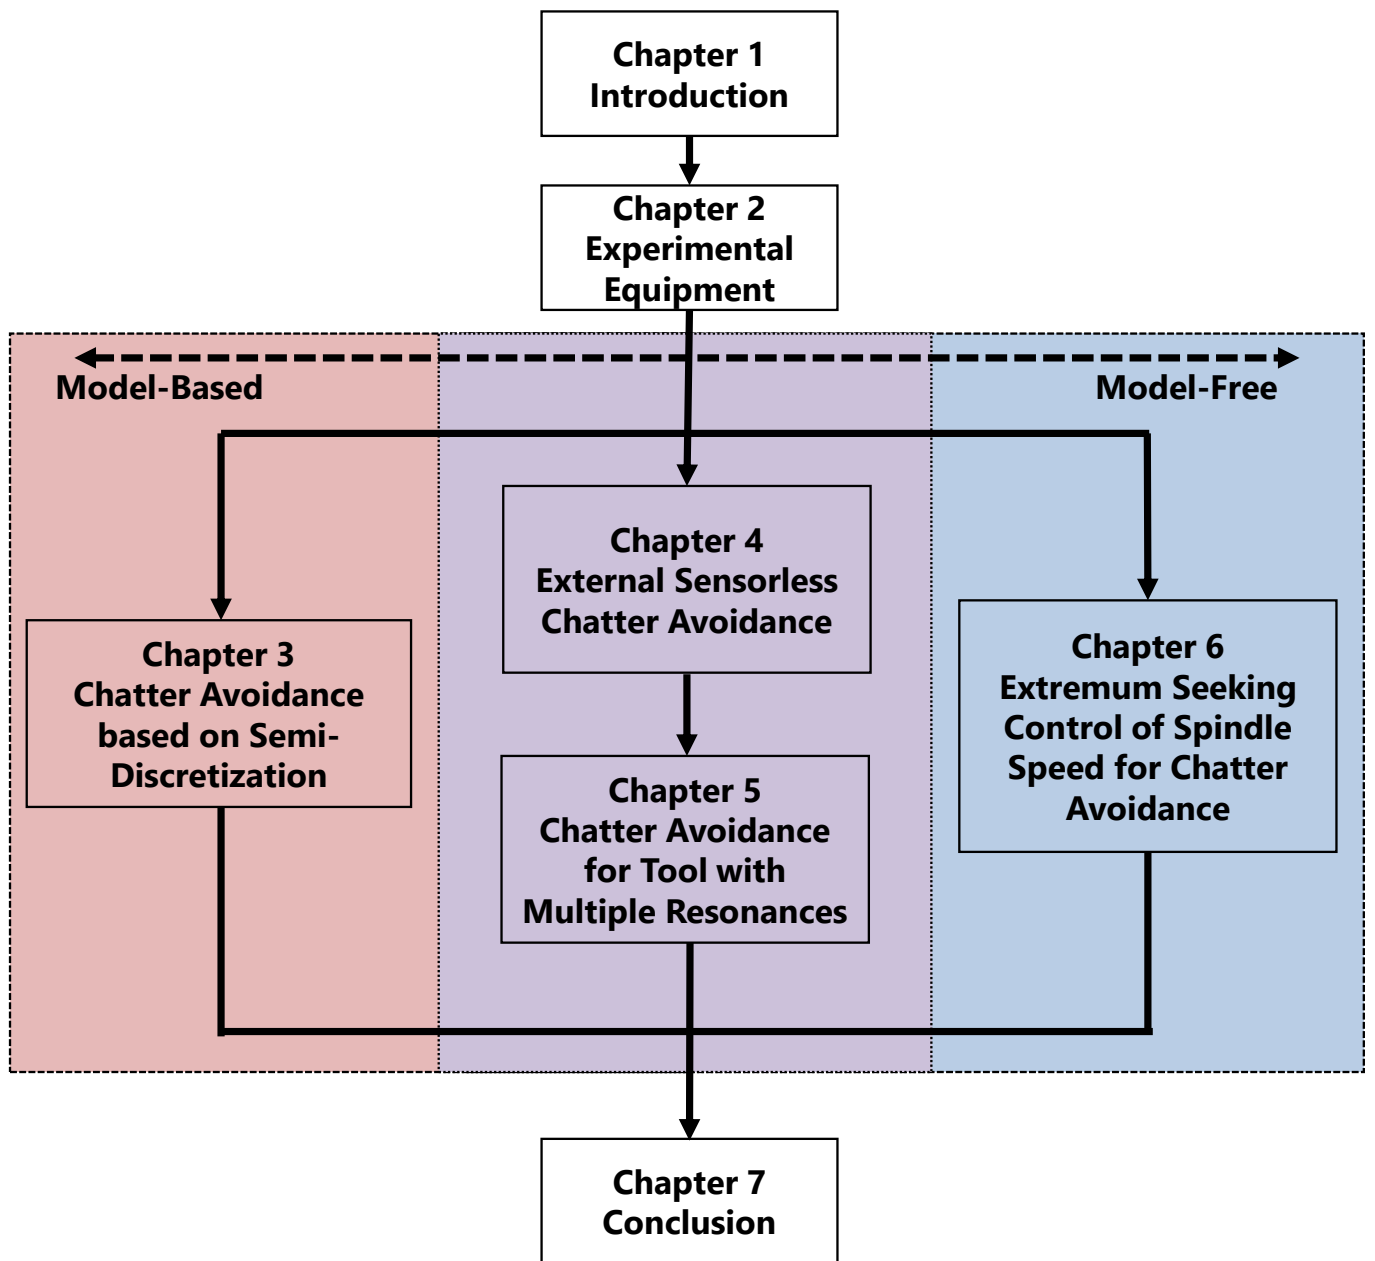 Chapter 1
Introduction
Chapter 2
Experimental
Equipment
Model-Based
Model-Free
Chapter 4
External Sensorless
Chatter Avoidance
Chapter 3
Chatter Avoidance
based on Semi-
Discretization
Chapter 6
Extremum Seeking
Control of Spindle
Speed for Chatter
Avoidance
Chapter 5
Chatter Avoidance
for Tool with
Multiple Resonances
Chapter 7
Conclusion